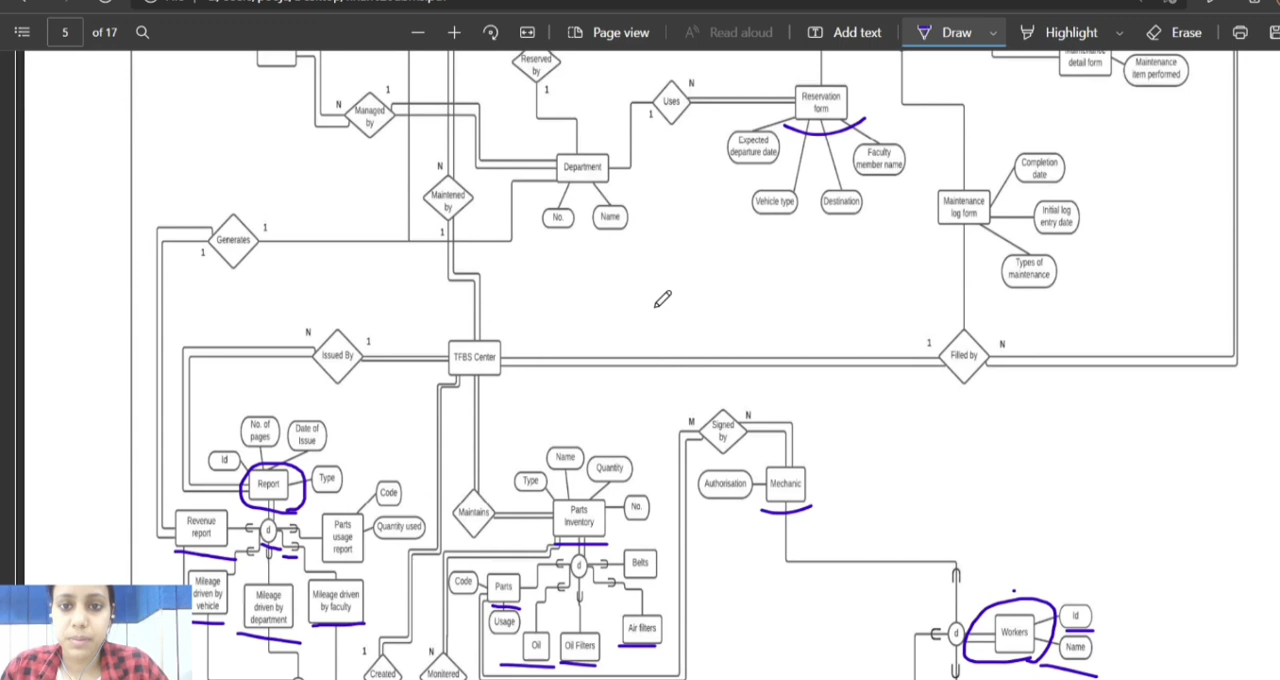 5
of 17
Page view
Read aloud
Add text
Draw
Highlight
Erase
Reserved
by
detail form
Maintenance
item performed
N
Managed
by
1
1
Uses
1
N
Reservation
form
Expected
departure date
Faculty
member name
Vehicle type
Destination
Department
No.
Name
N
Maintened
by
1
Completion
date
Maintenance
log form
Initial log
entry date
Types of
maintenance
Generates
1
1
N
Issued By
1
TFBS Center
1
Filled by
N
No. of
pages
Date of
Issue
Id
Report
Type
Code
Revenue
report
d
Parts
usage
report
Quantity used
Mileage
driven by
vehicle
Mileage
driven by
department
Mileage driven
by faculty
Name
Type
Quantity
No.
Maintains
Parts
Inventory
Code
Parts
d
Belts
Usage
Oil
Oil Filters
Air filters
1
Created
N
Monitered
M
Signed
by
N
Authorisation
Mechanic
d
Workers
Id
Name